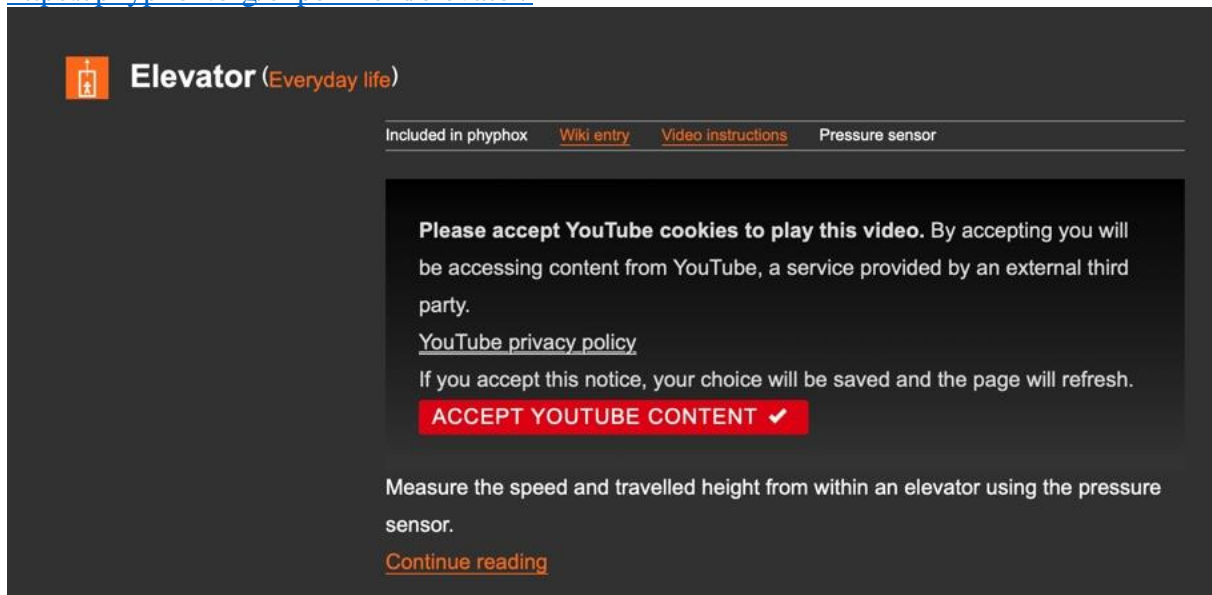 Elevator (Everyday life)
Included in phyphox Wiki entry Video instructions Pressure sensor
Please accept YouTube cookies to play this video. By accepting you will
be accessing content from YouTube, a service provided by an external third
party.
YouTube privacy policy
If you accept this notice, your choice will be saved and the page will refresh.
ACCEPT YOUTUBE CONTENT ✔
Measure the speed and travelled height from within an elevator using the pressure
sensor.
Continue reading